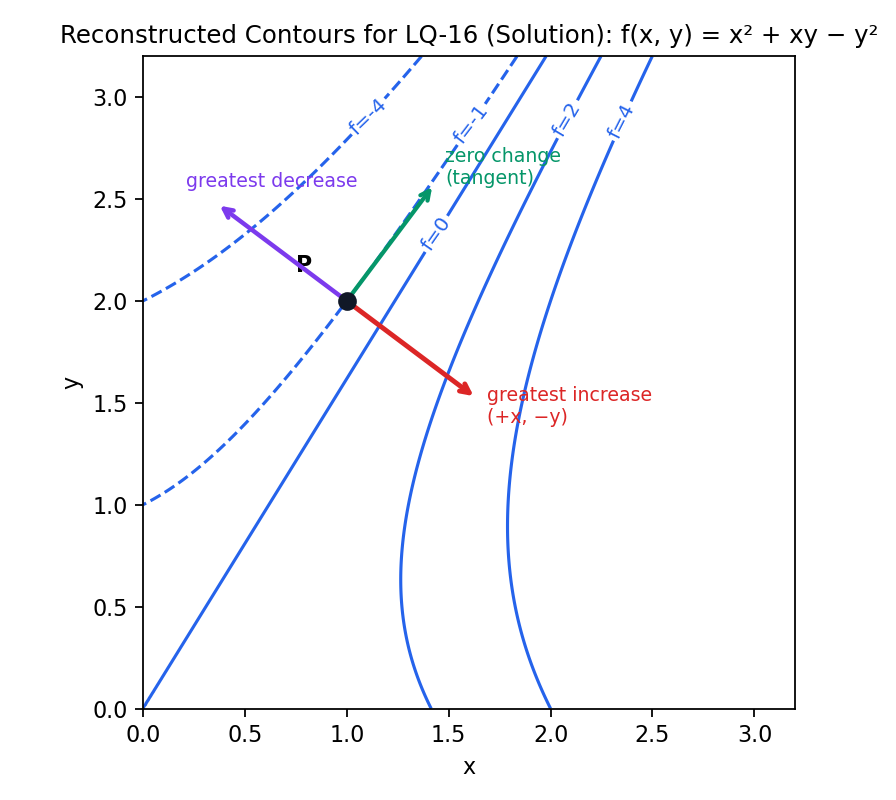 Reconstructed Contours for LQ-16 (Solution): f(x, y) = x² + xy − y²
3.0
2.5
2.0
1.5
1.0
0.5
0.0
y
f=-4
f=-1
f=2
f=4
zero change
(tangent)
greatest decrease
f=0
P
greatest increase
(+x, −y)
0.0
0.5
1.0
1.5
2.0
2.5
3.0
x